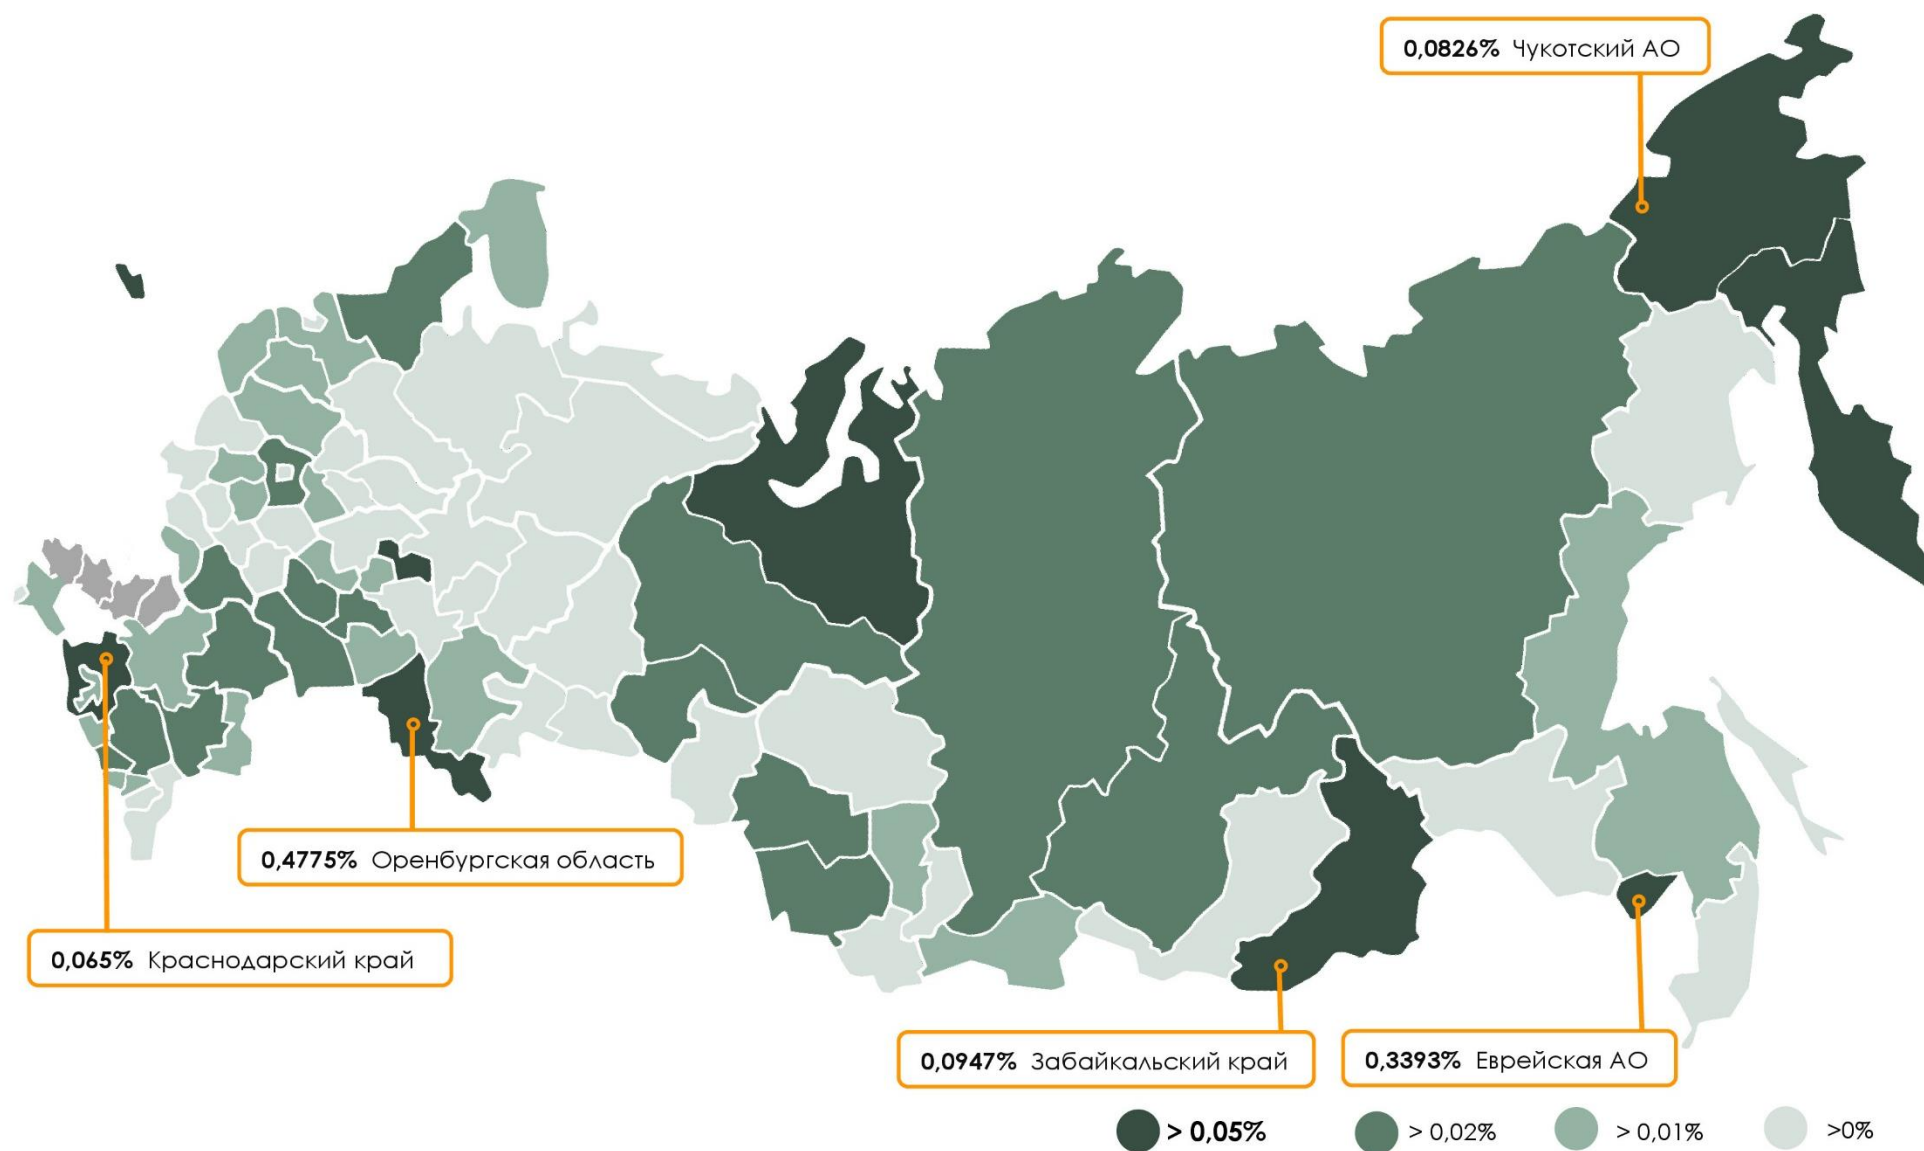 0,0826% Чукотский АО
0,4775% Оренбургская область
0,065% Краснодарский край
0,0947% Забайкальский край
0,3393% Еврейская АО
> 0,05%
> 0,02%
> 0,01%
>0%